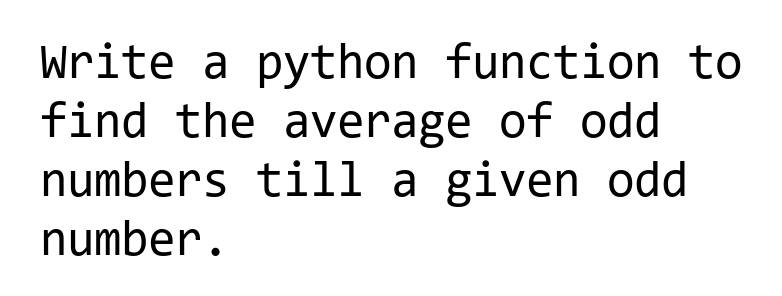 Write a python function to
find the average of odd
numbers till a given odd
number.